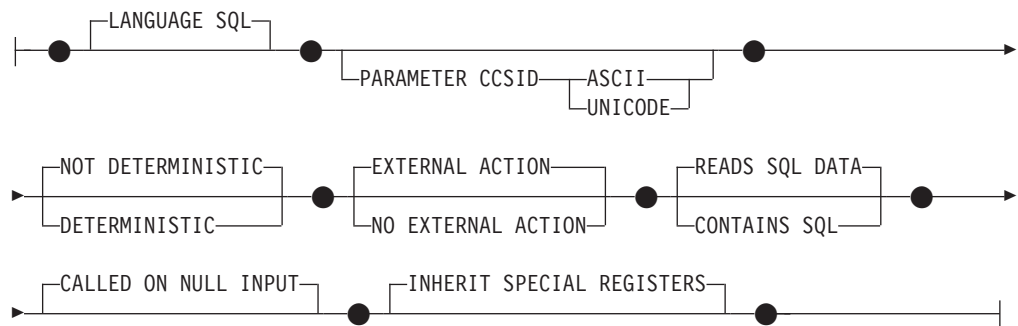 LANGUAGE SQL
PARAMETER CCSID ASCII
UNICODE
NOT DETERMINISTIC EXTERNAL ACTION READS SQL DATA
DETERMINISTIC NO EXTERNAL ACTION CONTAINS SQL
CALLED ON NULL INPUT INHERIT SPECIAL REGISTERS